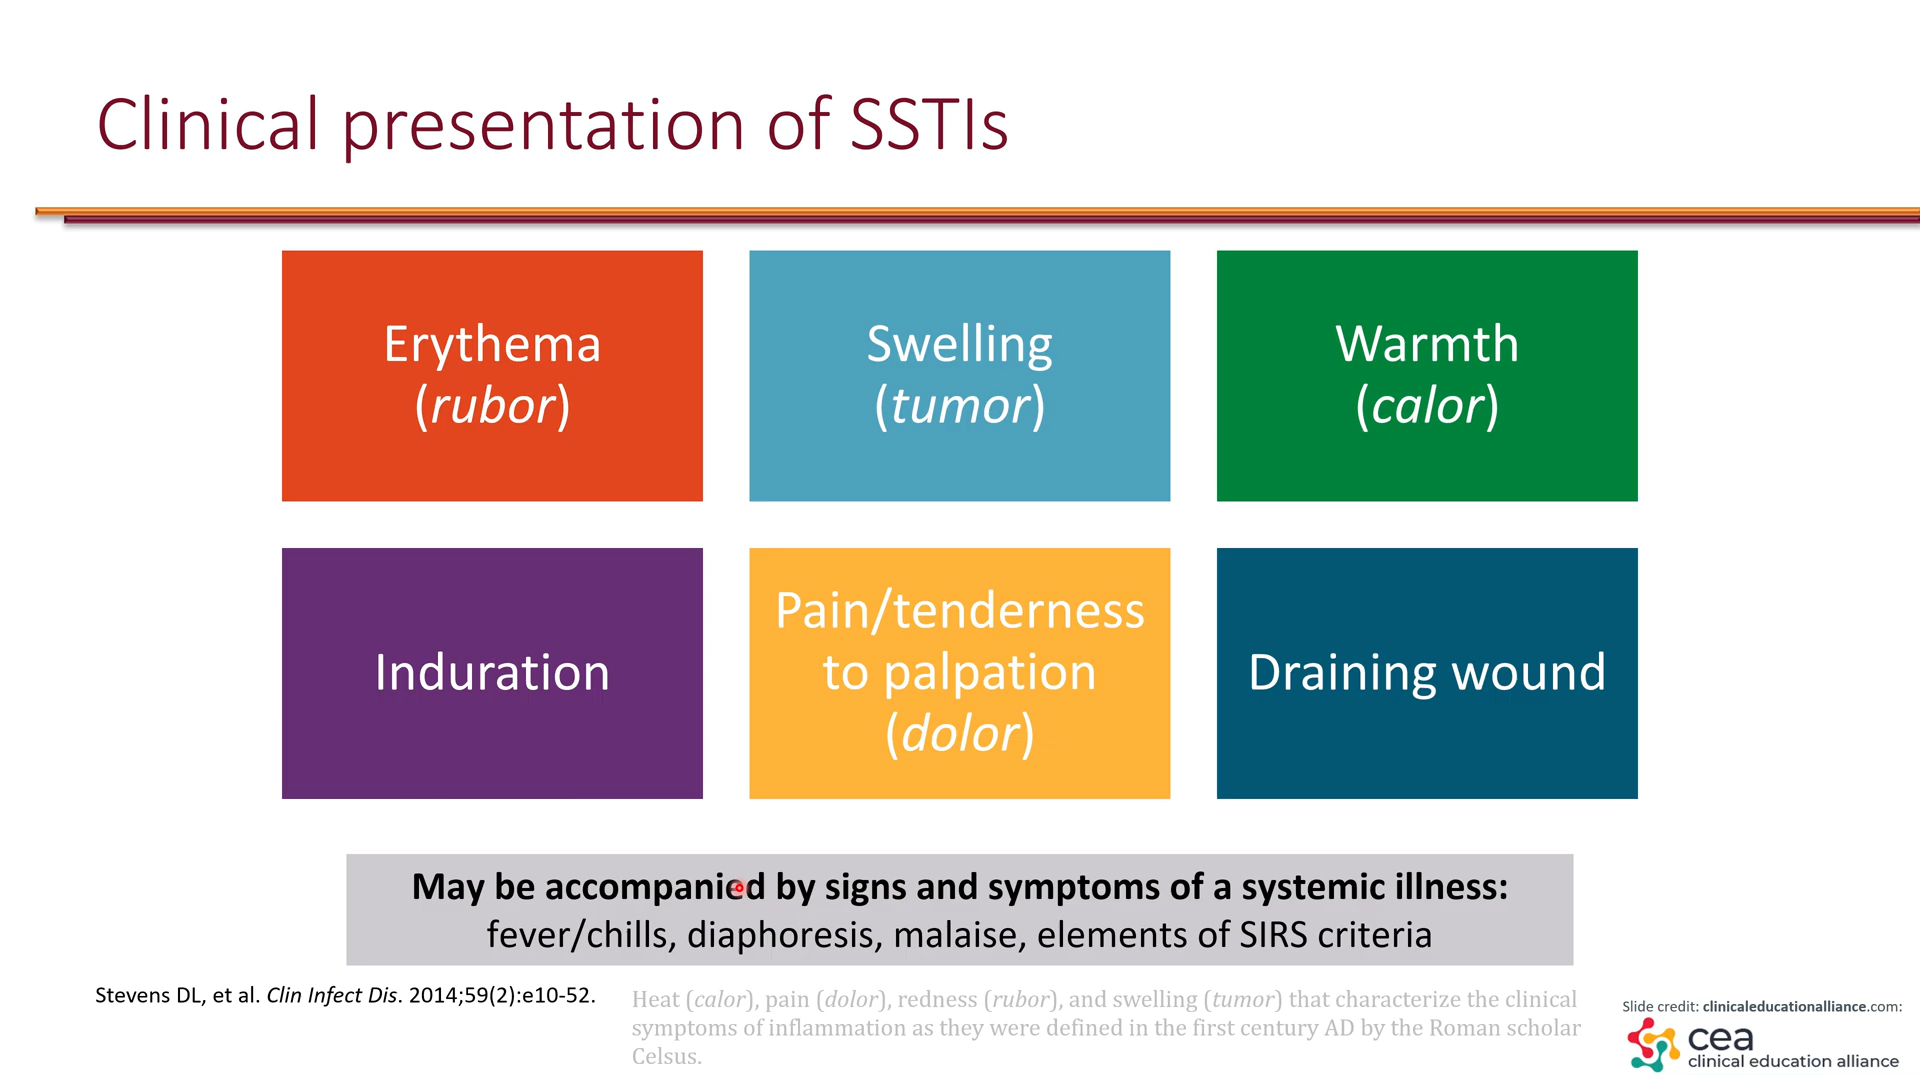 Clinical presentation of SSTIs
Erythema
(rubor)
Swelling
(tumor)
Warmth
(calor)
Induration
Pain/tenderness
to palpation
(dolor)
Draining wound
May be accompanied by signs and symptoms of a systemic illness:
fever/chills, diaphoresis, malaise, elements of SIRS criteria
Stevens DL, et al. Clin Infect Dis. 2014;59(2):e10-52.
Heat (calor), pain (dolor), redness (rubor), and swelling (tumor) that characterize the clinical
symptoms of inflammation as they were defined in the first century AD by the Roman scholar
Celsus.
Slide credit: clinicaleducationalliance.com:
cea
clinical education alliance